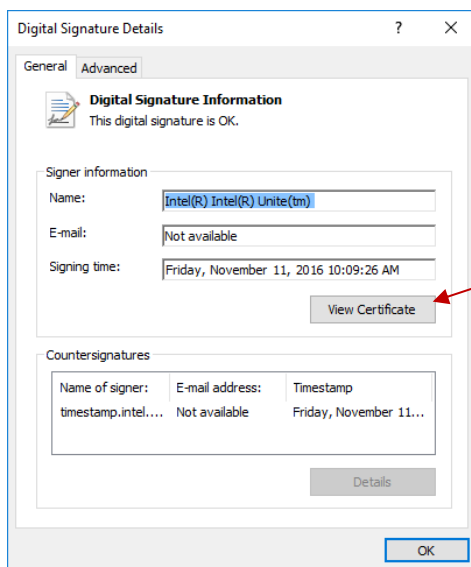 Digital Signature Details ?
General Advanced
Digital Signature Information
This digital signature is OK.
Signer information
Name: Intel(R) Intel(R) Unite(tm)
E-mail: Not available
Signing time: Friday, November 11, 2016 10:09:26 AM
View Certificate
Countersignatures
Name of signer: E-mail address: Timestamp
timestamp.intel.... Not available Friday, November 11...
Details
OK